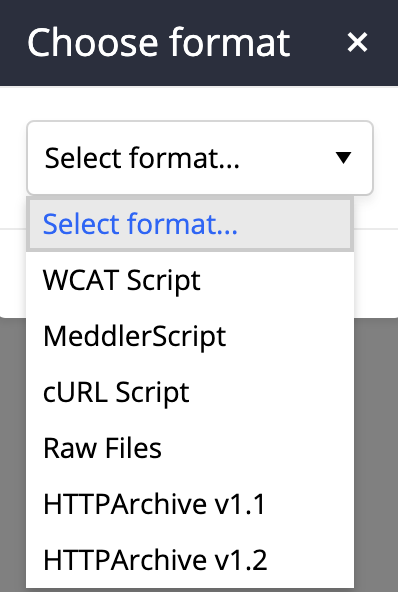 Choose format ×
Select format...
Select format...
WCAT Script
MeddlerScript
cURL Script
Raw Files
HTTPArchive v1.1
HTTPArchive v1.2